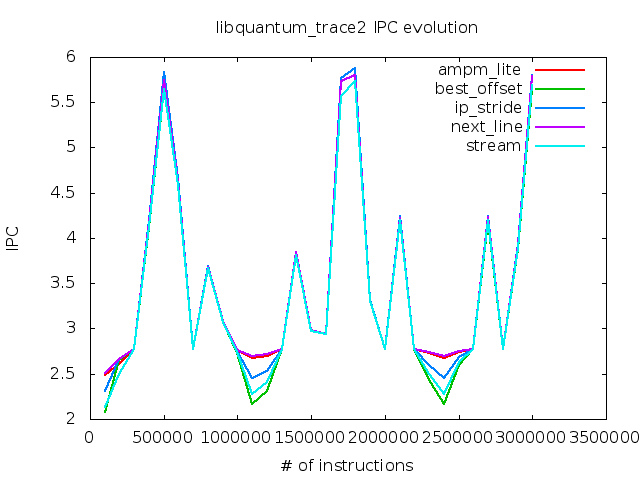 libquantum_trace2 IPC evolution
6
5.5
5
4.5
4
3.5
3
2.5
2
IPC
ampm_lite
best_offset
ip_stride
next_line
stream
0 500000 1000000 1500000 2000000 2500000 3000000 3500000
# of instructions